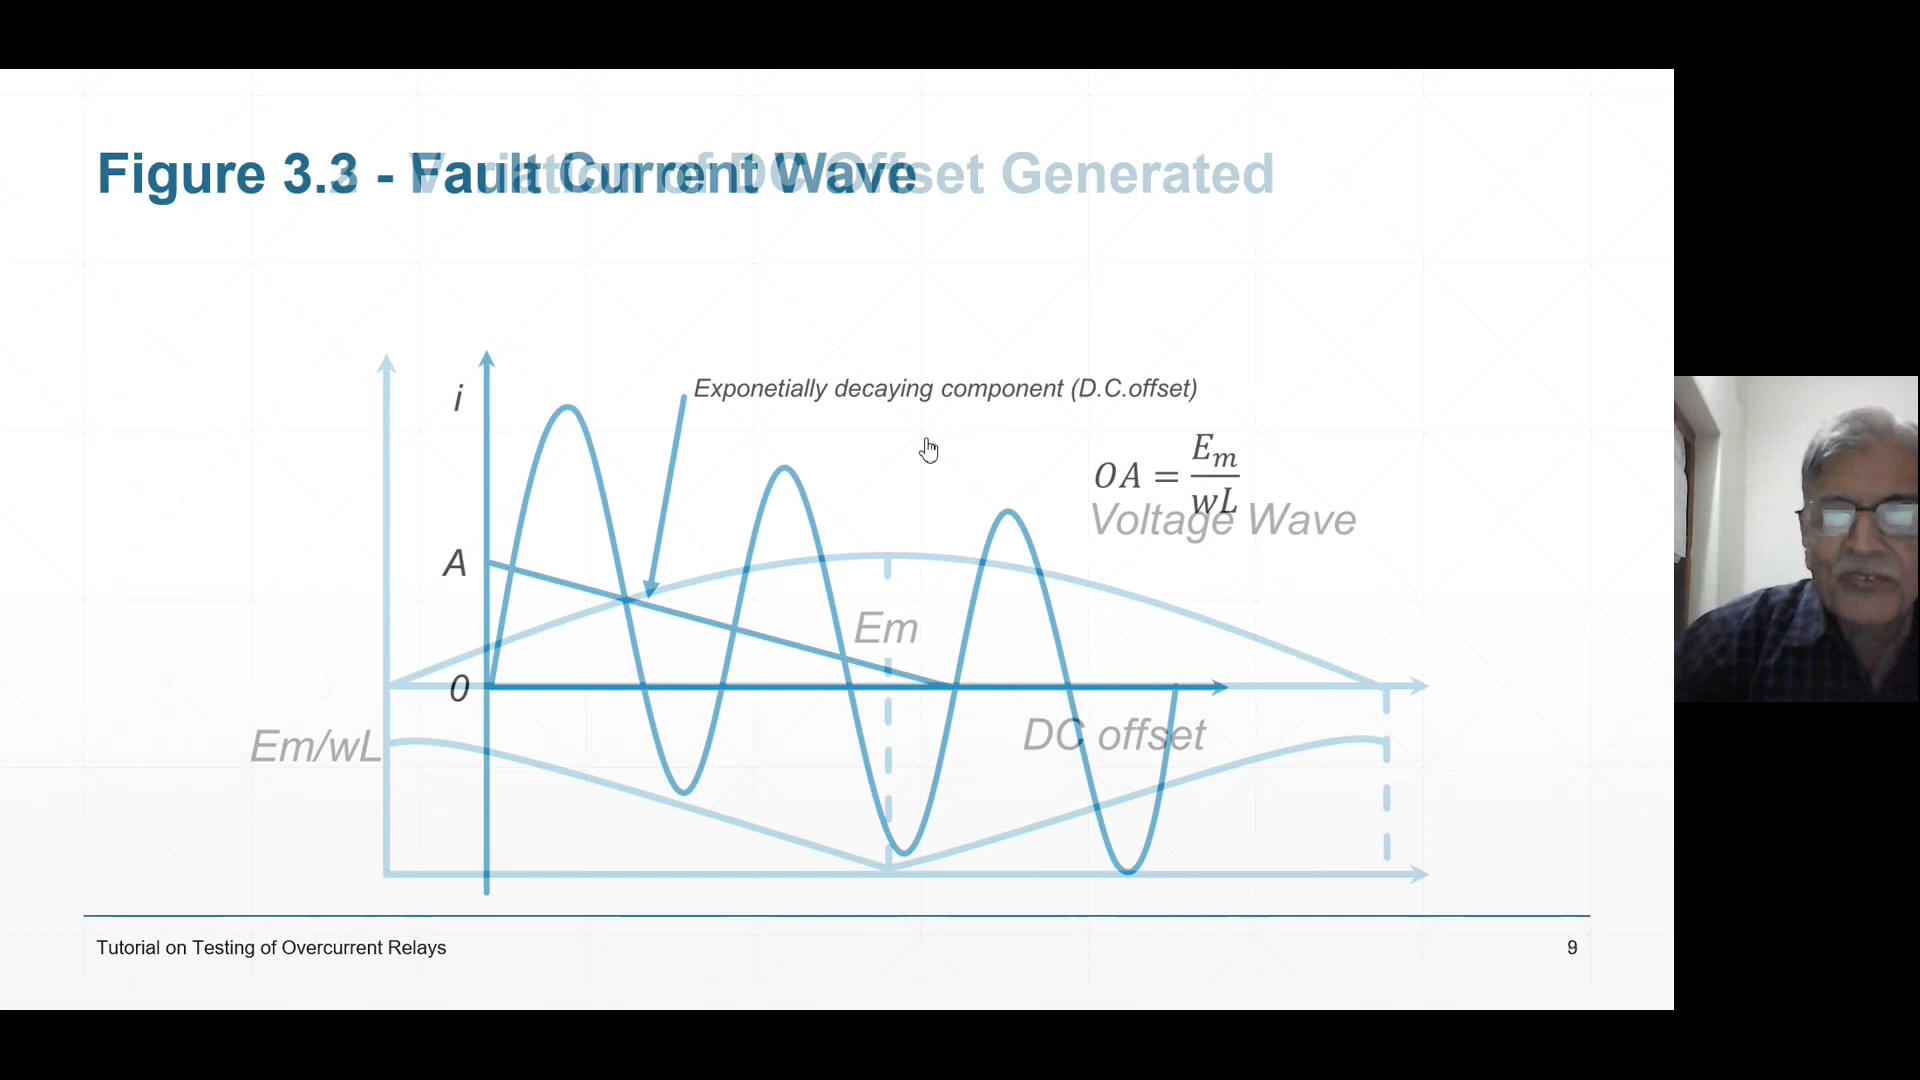 Figure 3.3 - Fault Current Wave
Variation of DC Offset Generated
i
Exponetially decaying component (D.C.offset)
OA = Em/wL
Voltage Wave
A
Em
0
DC offset
Em/wL
Tutorial on Testing of Overcurrent Relays
9